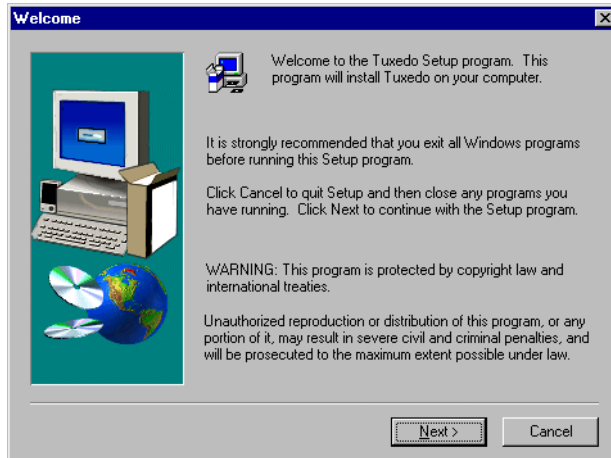 Welcome
Welcome to the Tuxedo Setup program. This
program will install Tuxedo on your computer.
It is strongly recommended that you exit all Windows programs
before running this Setup program.
Click Cancel to quit Setup and then close any programs you
have running. Click Next to continue with the Setup program.
WARNING: This program is protected by copyright law and
international treaties.
Unauthorized reproduction or distribution of this program, or any
portion of it, may result in severe civil and criminal penalties, and
will be prosecuted to the maximum extent possible under law.
Next > Cancel